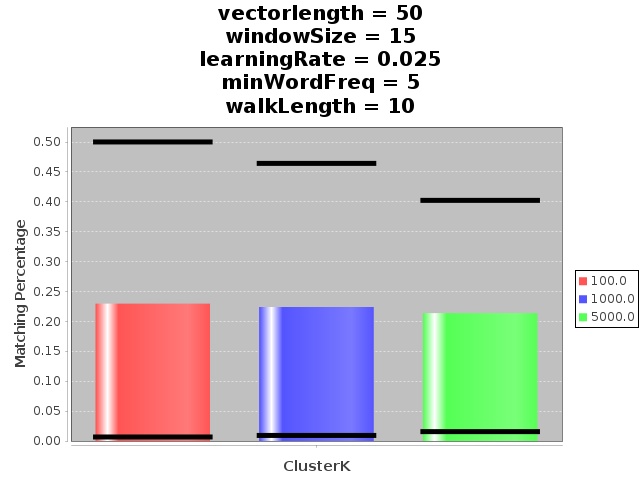 vectorlength = 50
windowSize = 15
learningRate = 0.025
minWordFreq = 5
walkLength = 10
0.50
0.45
0.40
0.35
0.30
0.25
0.20
0.15
0.10
0.05
0.00
Matching Percentage
ClusterK
100.0
1000.0
5000.0